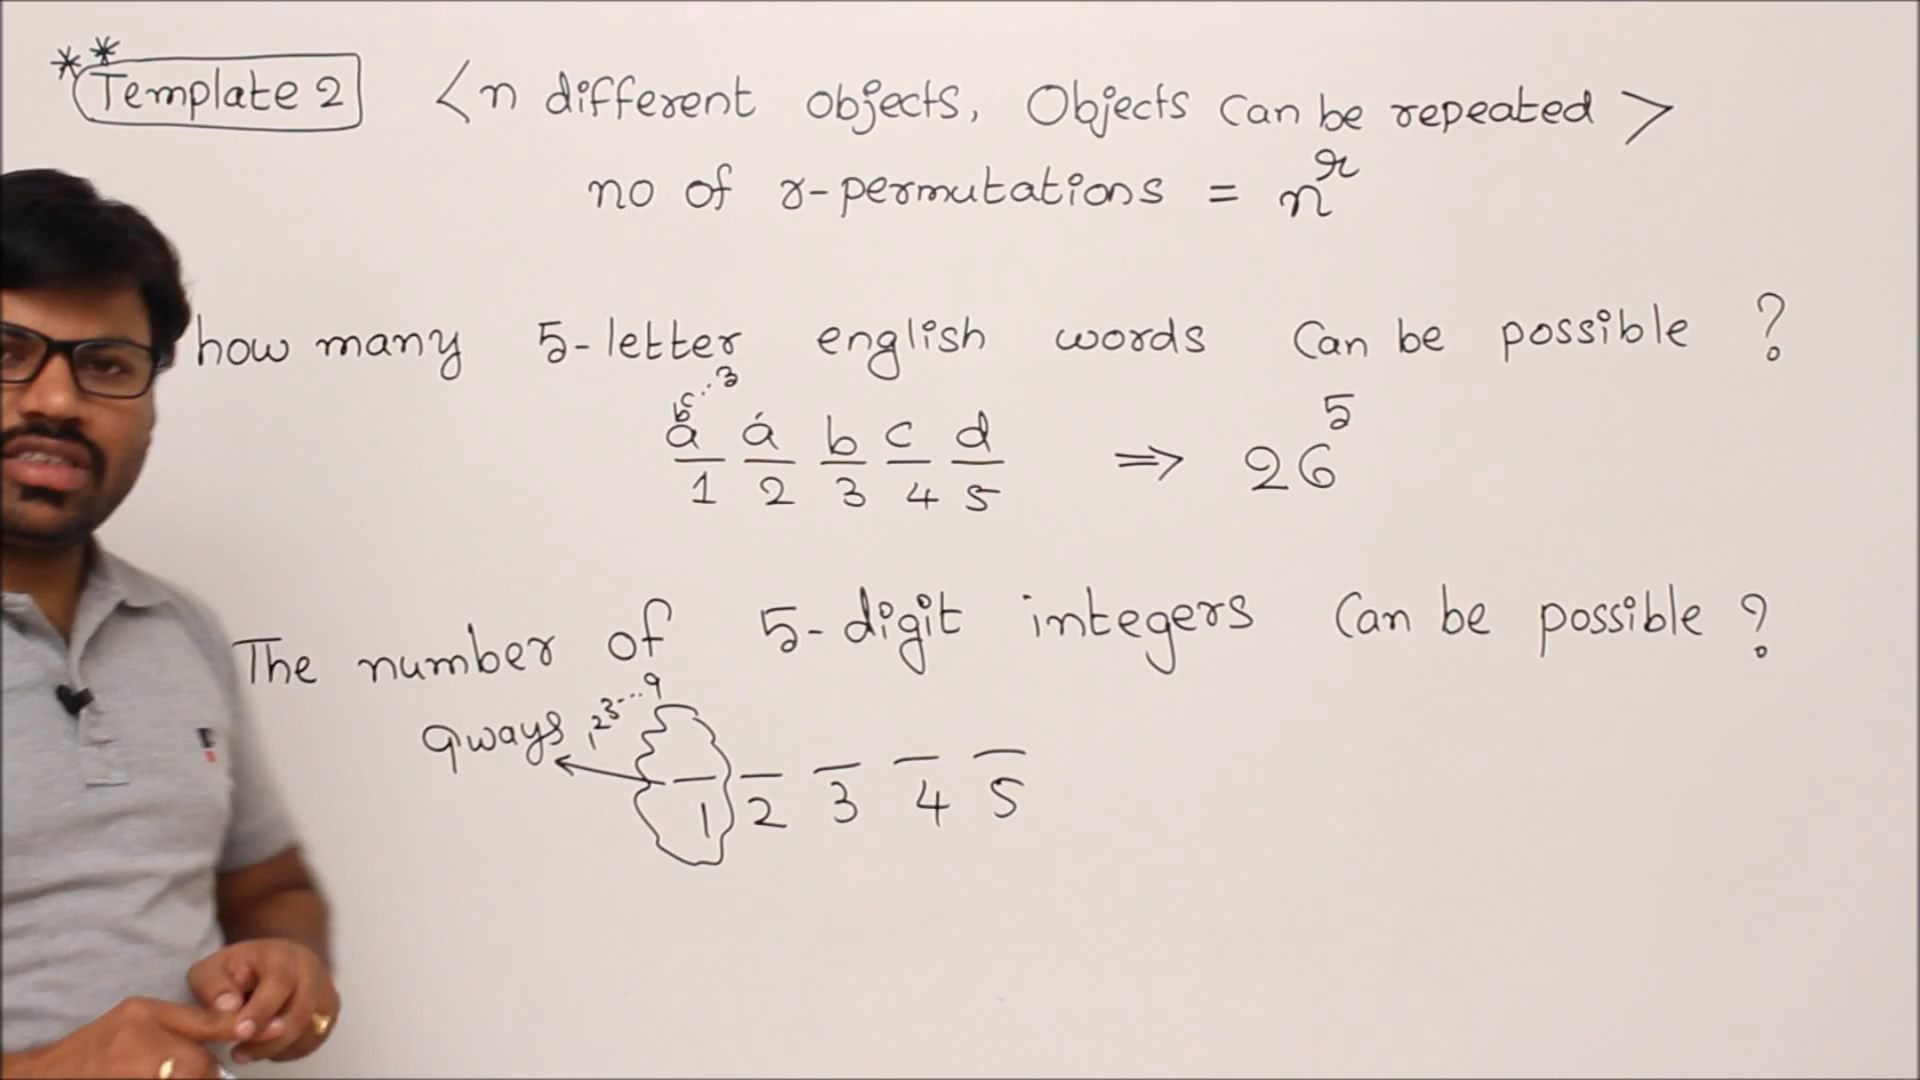 ** Template 2 <n different objects, Objects can be repeated>
no of r-permutations = n^r
how many 5-letter english words can be possible ?
b c ..z
a a b c d ⇒ 26^5
1 2 3 4 5
The number of 5-digit integers can be possible ?
9ways 1 2 3 ... 9
1 2 3 4 5